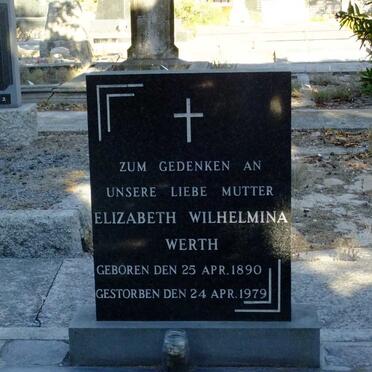 ZUM GEDENKEN AN
UNSERE LIEBE MUTTER
ELIZABETH WILHELMINA
WERTH
GEBOREN DEN 25 APR. 1890
GESTORBEN DEN 24 APR. 1979